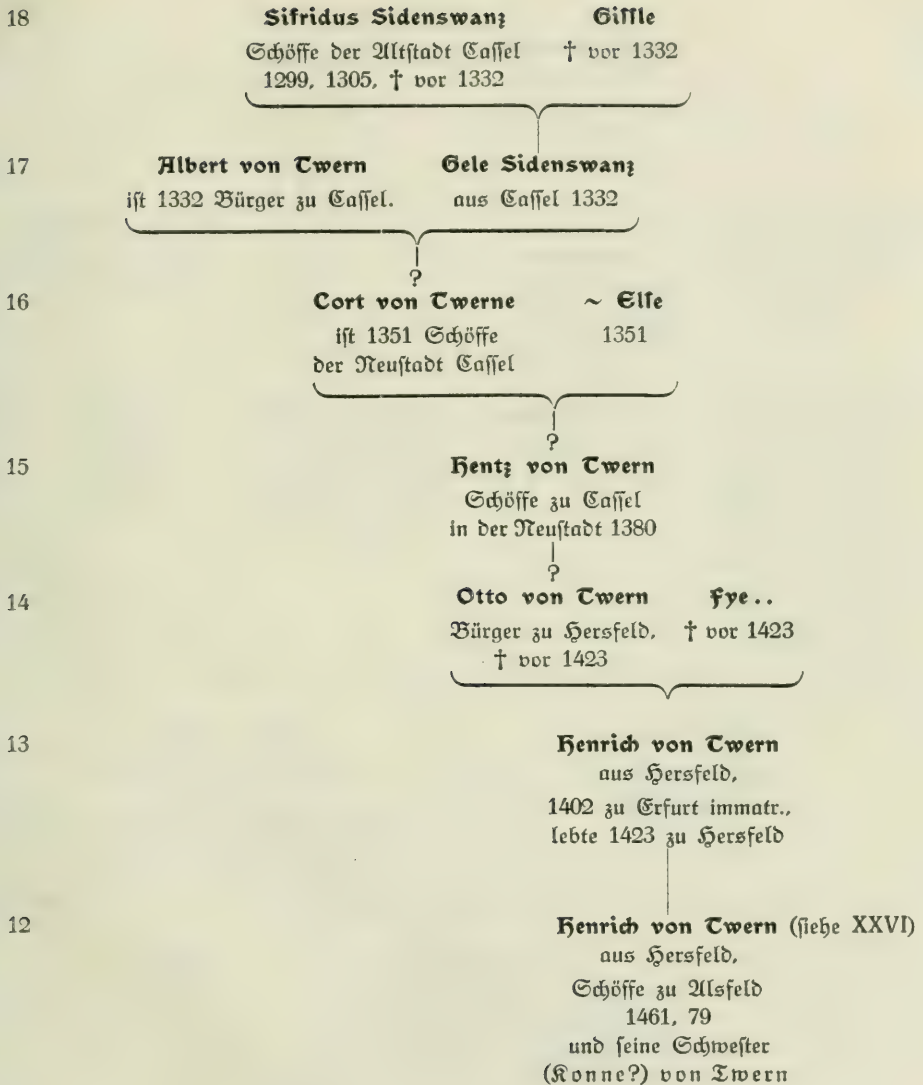 18 Sifridus Sidenswanz Gissle
Schöffe der Altstadt Cassel † vor 1332
1299, 1305, † vor 1332
17 Albert von Twern Gele Sidenswanz
ist 1332 Bürger zu Cassel. aus Cassel 1332
?
16 Cort von Twerne ~ Else
ist 1351 Schöffe 1351
der Neustadt Cassel
?
15 Hentz von Twern
Schöffe zu Cassel
in der Neustadt 1380
?
14 Otto von Twern Fye..
Bürger zu Hersfeld, † vor 1423
† vor 1423
13 Henrich von Twern
aus Hersfeld,
1402 zu Erfurt immatr.,
lebte 1423 zu Hersfeld
12 Henrich von Twern (siehe XXVI)
aus Hersfeld,
Schöffe zu Alsfeld
1461, 79
und seine Schwester
(Konne?) von Twern